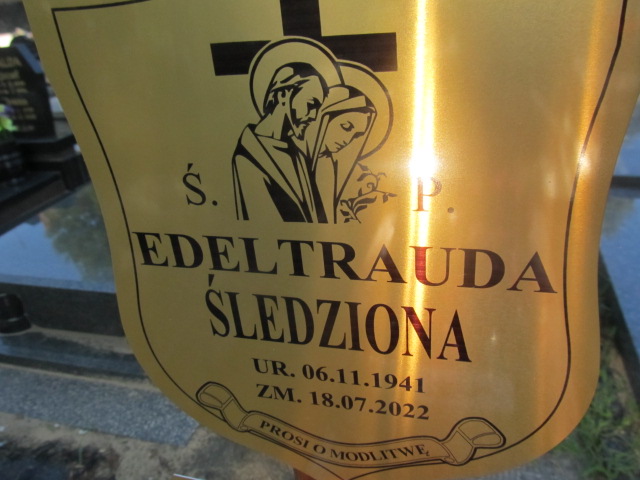 Ś. P.
EDELTRAUDA
ŚLEDZIONA
UR. 06.11.1941
ZM. 18.07.2022
PROSI O MODLITWĘ